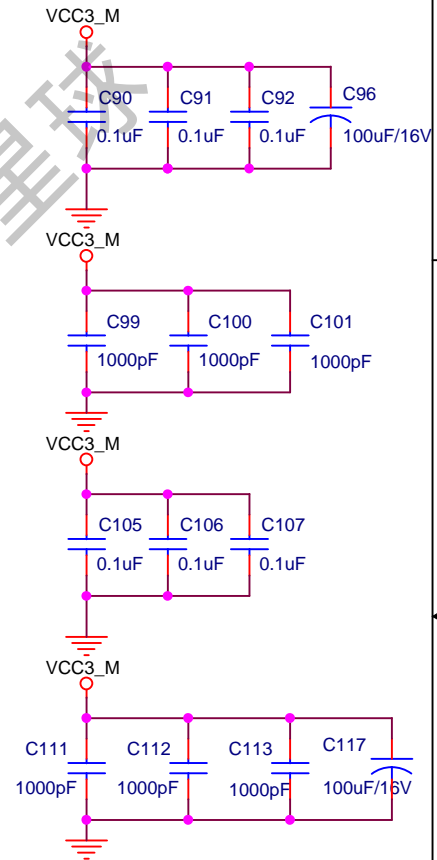 VCC3_M
C90 C91 C92 C96
0.1uF 0.1uF 0.1uF 100uF/16V
VCC3_M
C99 C100 C101
1000pF 1000pF 1000pF
VCC3_M
C105 C106 C107
0.1uF 0.1uF 0.1uF
VCC3_M
C111 C112 C113 C117
1000pF 1000pF 1000pF 100uF/16V
星球